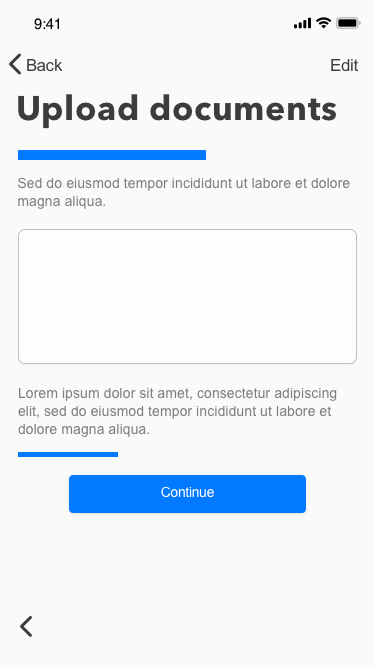 9:41
Back
Edit
Upload documents
Sed do eiusmod tempor incididunt ut labore et dolore
magna aliqua.
Lorem ipsum dolor sit amet, consectetur adipiscing
elit, sed do eiusmod tempor incididunt ut labore et
dolore magna aliqua.
Continue